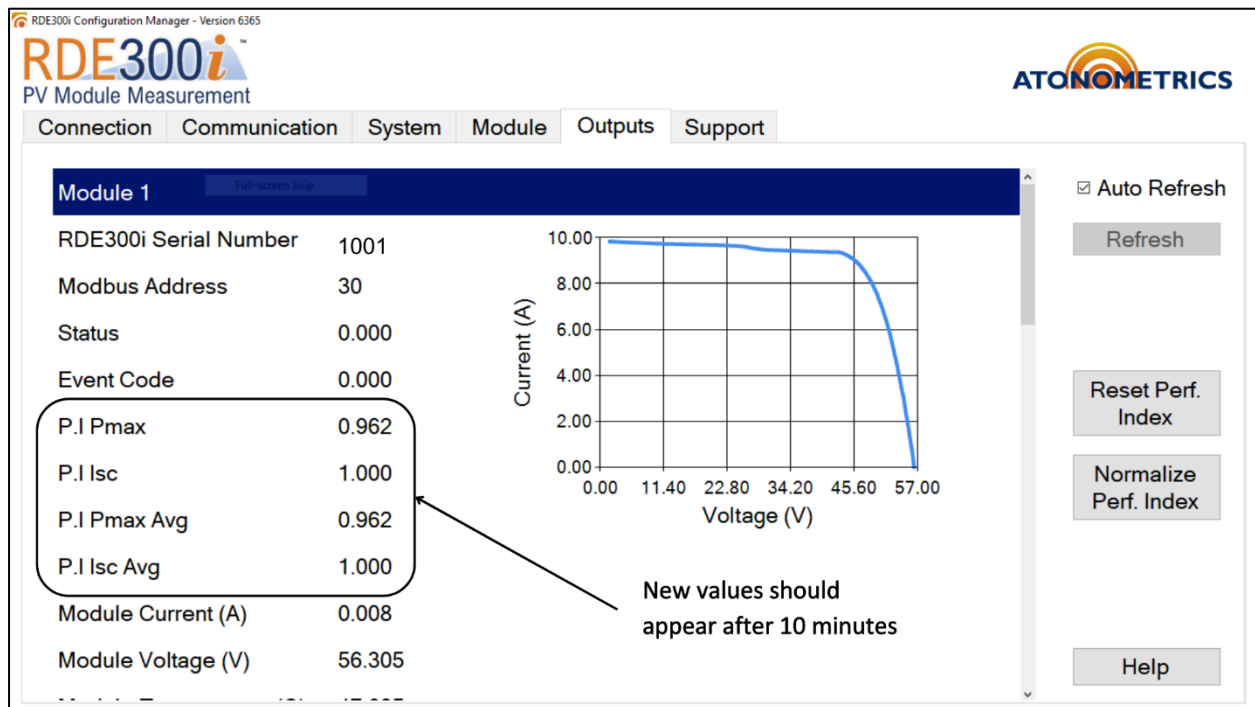 RDE300i Configuration Manager - Version 6365
RDE300i™
PV Module Measurement
ATONOMETRICS
Connection Communication System Module Outputs Support
Module 1
Full-screen Snip
Auto Refresh
RDE300i Serial Number 1001
Refresh
Modbus Address 30
Status 0.000
Event Code 0.000
P.I Pmax 0.962
P.I Isc 1.000
P.I Pmax Avg 0.962
P.I Isc Avg 1.000
Module Current (A) 0.008
Module Voltage (V) 56.305
10.00
8.00
6.00
4.00
2.00
0.00
Current (A)
0.00 11.40 22.80 34.20 45.60 57.00
Voltage (V)
New values should
appear after 10 minutes
Reset Perf.
Index
Normalize
Perf. Index
Help